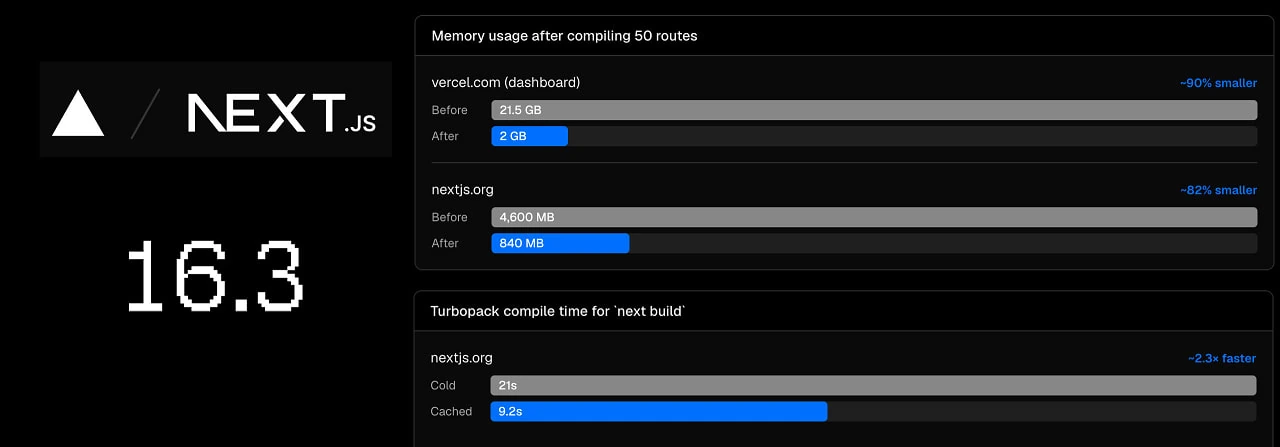 NEXT.JS
16.3
Memory usage after compiling 50 routes
vercel.com (dashboard) ~90% smaller
Before 21.5 GB
After 2 GB
nextjs.org ~82% smaller
Before 4,600 MB
After 840 MB
Turbopack compile time for `next build`
nextjs.org ~2.3× faster
Cold 21s
Cached 9.2s